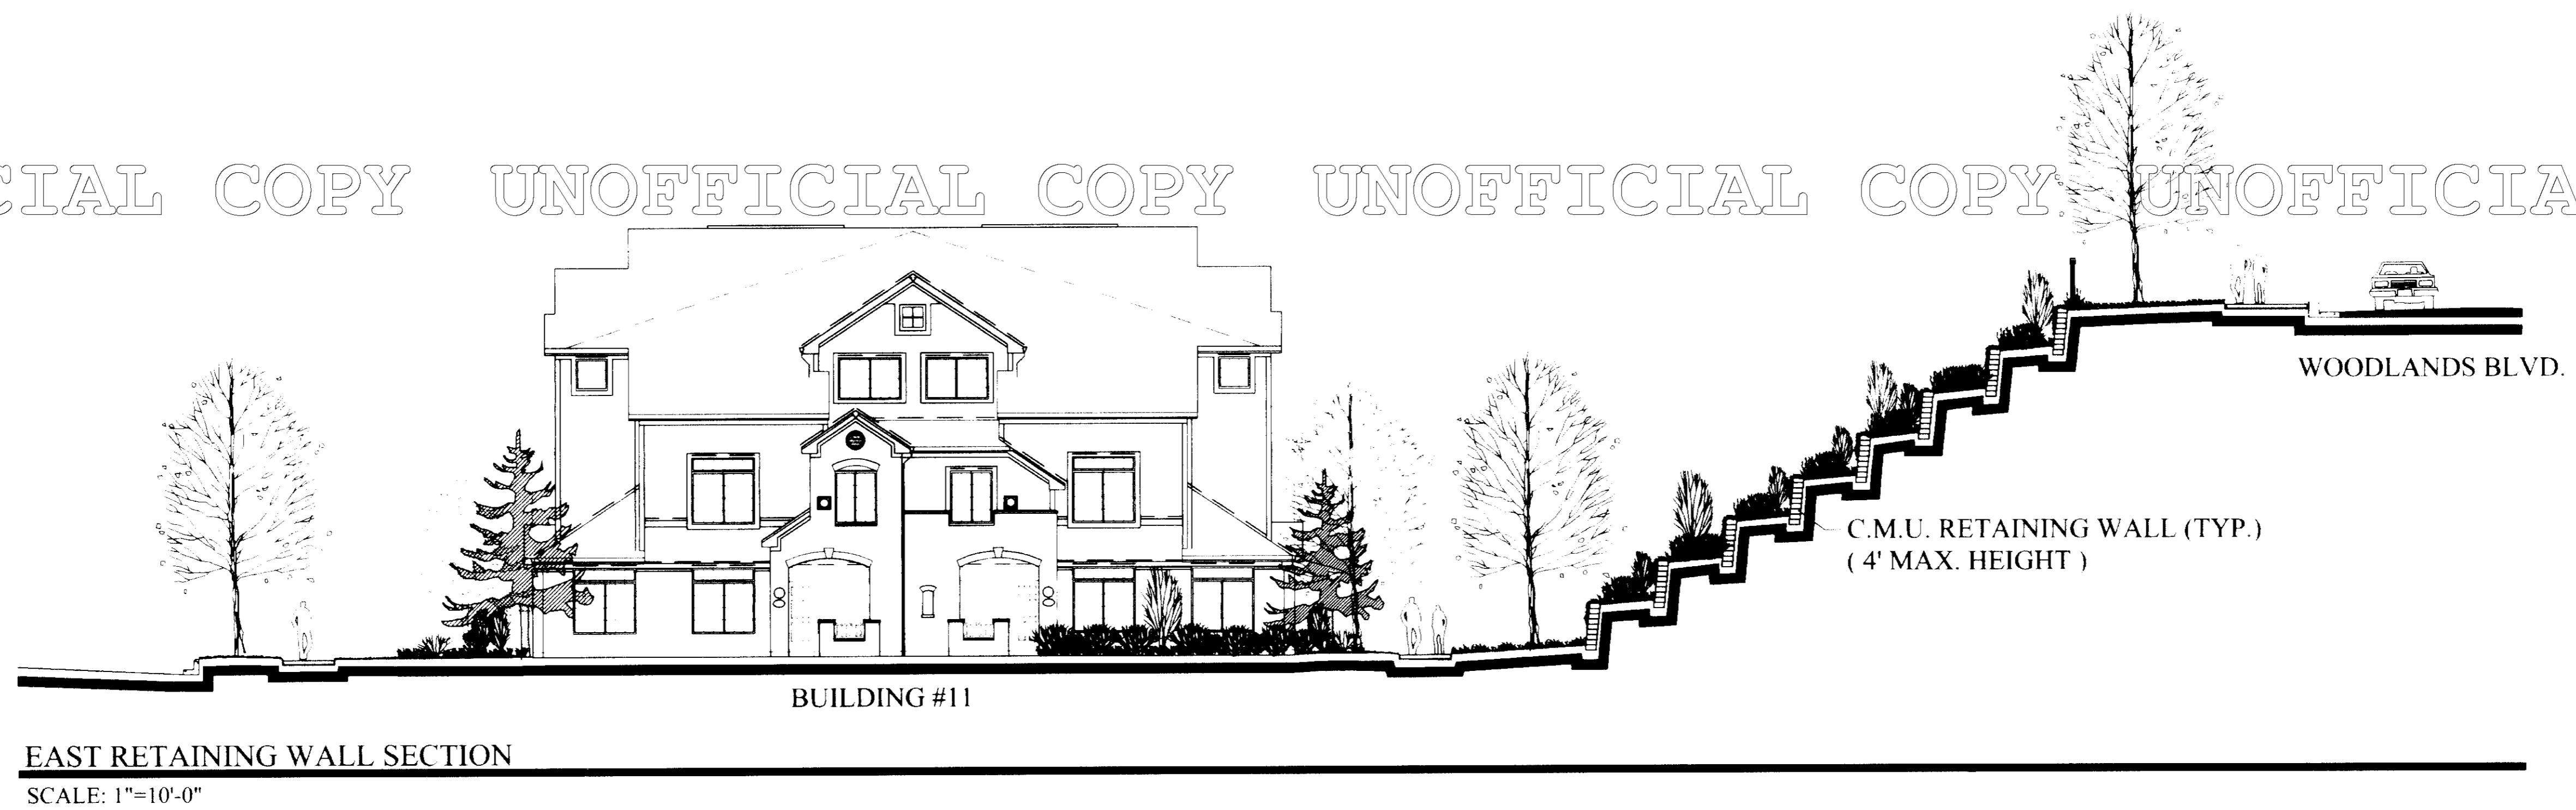 CIAL COPY UNOFFICIAL COPY UNOFFICIAL COPY UNOFFICIA
WOODLANDS BLVD.
C.M.U. RETAINING WALL (TYP.)
( 4' MAX. HEIGHT )
BUILDING #11
EAST RETAINING WALL SECTION
SCALE: 1"=10'-0"